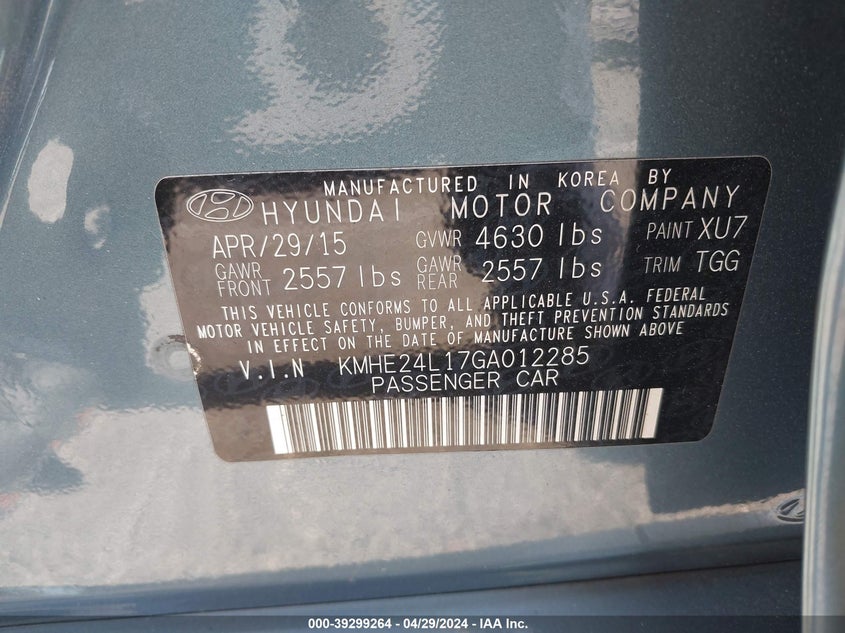 MANUFACTURED IN KOREA BY
HYUNDAI MOTOR COMPANY
APR/29/15 GVWR 4630 lbs PAINT XU7
GAWR FRONT 2557 lbs GAWR REAR 2557 lbs TRIM TGG
THIS VEHICLE CONFORMS TO ALL APPLICABLE U.S.A. FEDERAL
MOTOR VEHICLE SAFETY, BUMPER, AND THEFT PREVENTION STANDARDS
IN EFFECT ON THE DATE OF MANUFACTURE SHOWN ABOVE
V.I.N KMHE24L17GA012285
PASSENGER CAR
000-39299264 - 04/29/2024 - IAA Inc.